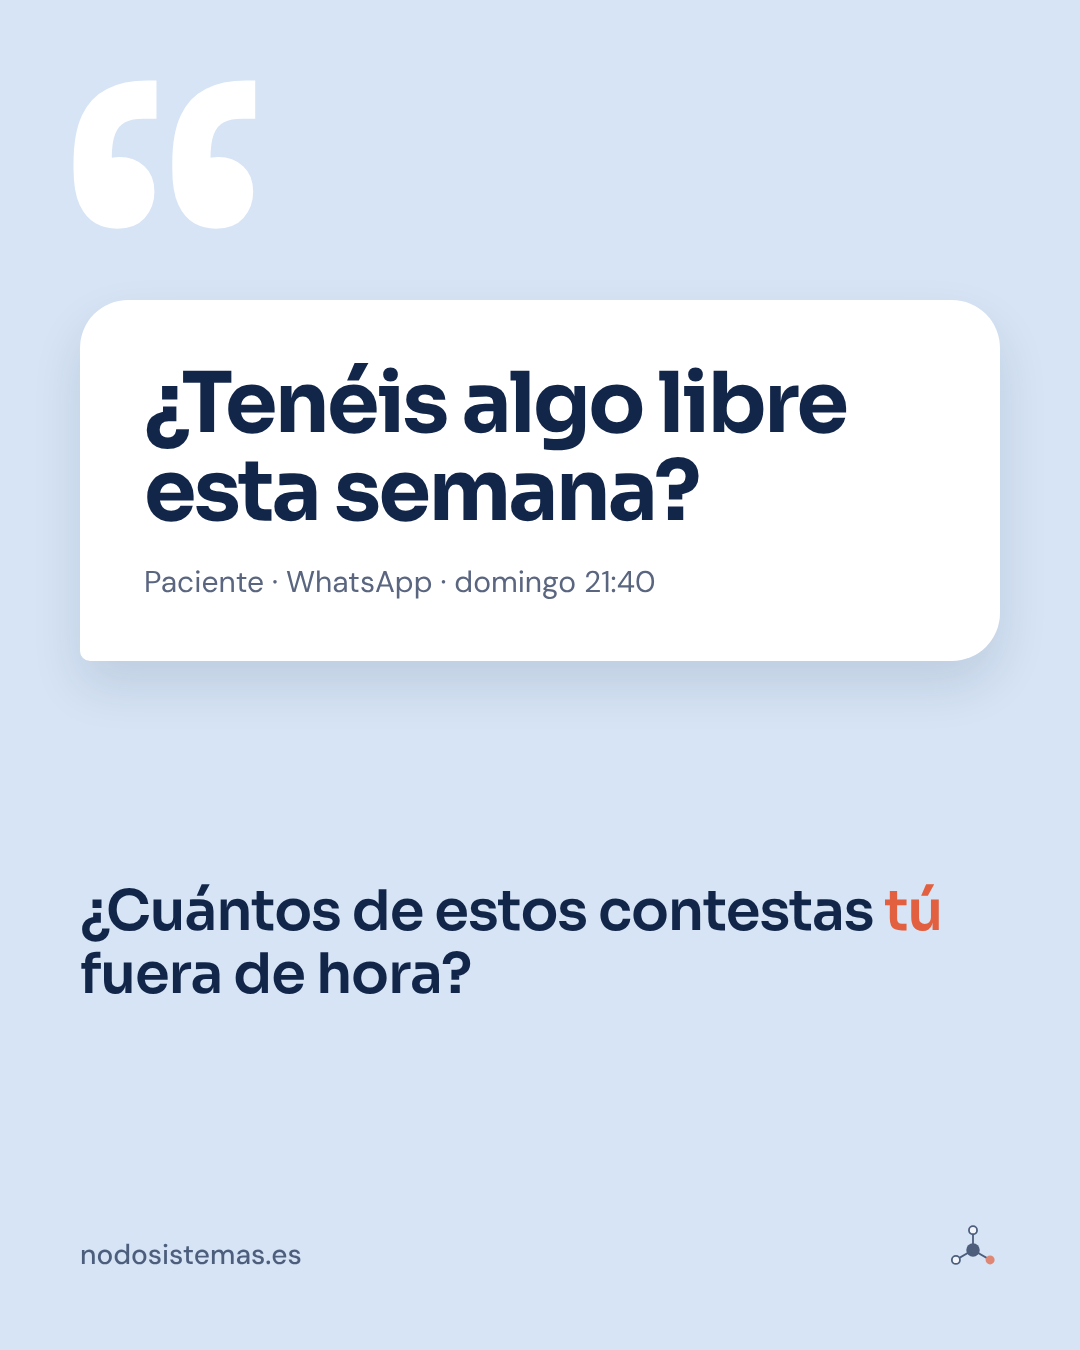 “
¿Tenéis algo libre
esta semana?
Paciente · WhatsApp · domingo 21:40
¿Cuántos de estos contestas tú
fuera de hora?
nodosistemas.es